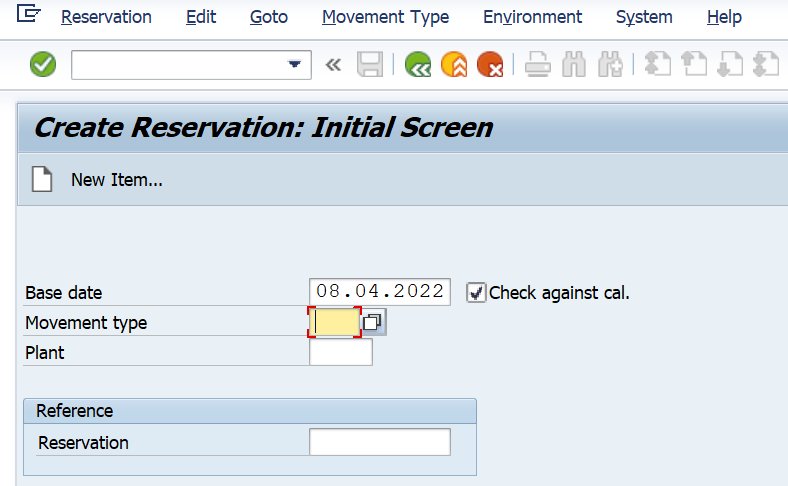 Reservation Edit Goto Movement Type Environment System Help
Create Reservation: Initial Screen
New Item...
Base date 08.04.2022 Check against cal.
Movement type
Plant
Reference
Reservation